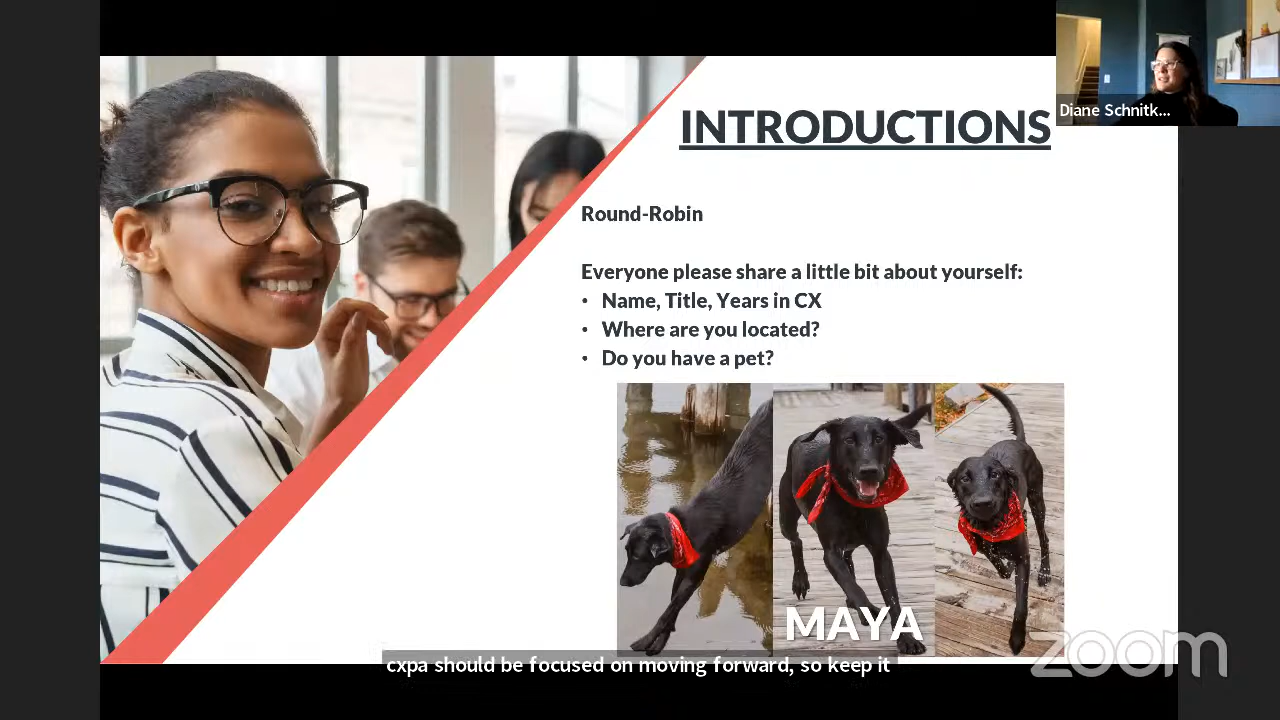 INTRODUCTIONS
Diane Schnitk...
Round-Robin
Everyone please share a little bit about yourself:
• Name, Title, Years in CX
• Where are you located?
• Do you have a pet?
MAYA
cxpa should be focused on moving forward, so keep it
zoom